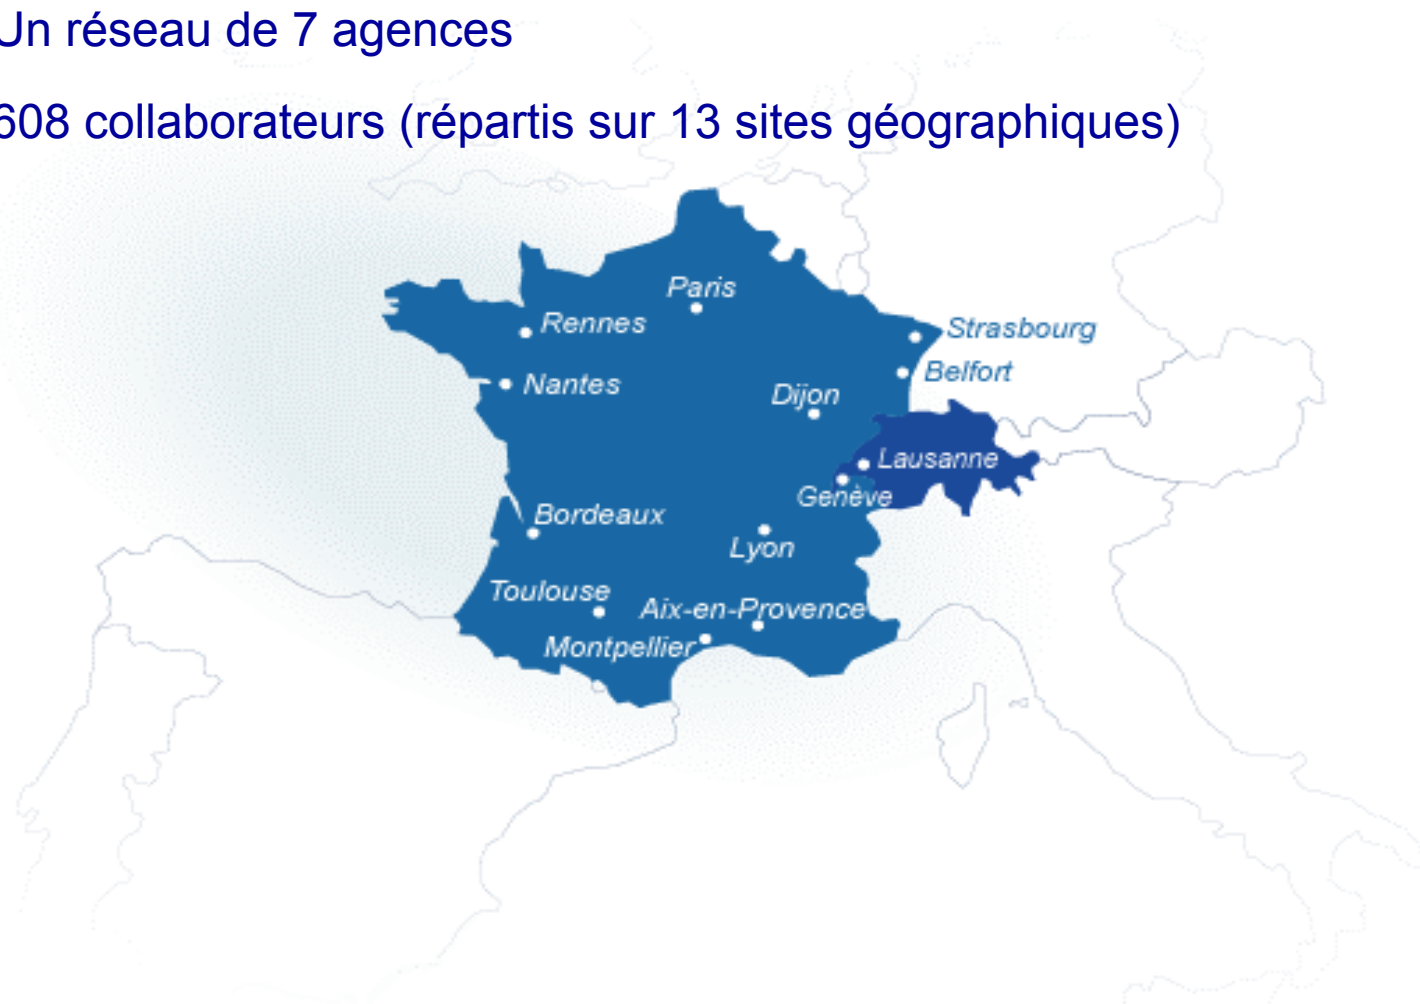 Un réseau de 7 agences
608 collaborateurs (répartis sur 13 sites géographiques)
Paris
Rennes
Strasbourg
Belfort
Nantes
Dijon
Lausanne
Genève
Bordeaux
Lyon
Toulouse
Aix-en-Provence
Montpellier